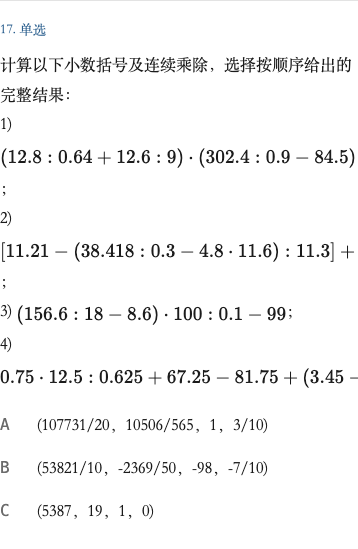 17. 单选
计算以下小数括号及连续乘除，选择按顺序给出的
完整结果：
1)
(12.8 : 0.64 + 12.6 : 9) · (302.4 : 0.9 − 84.5)
;
2)
[11.21 − (38.418 : 0.3 − 4.8 · 11.6) : 11.3] +
;
3) (156.6 : 18 − 8.6) · 100 : 0.1 − 99;
4)
0.75 · 12.5 : 0.625 + 67.25 − 81.75 + (3.45 −
A (107731/20, 10506/565, 1, 3/10)
B (53821/10, -2369/50, -98, -7/10)
C (5387, 19, 1, 0)